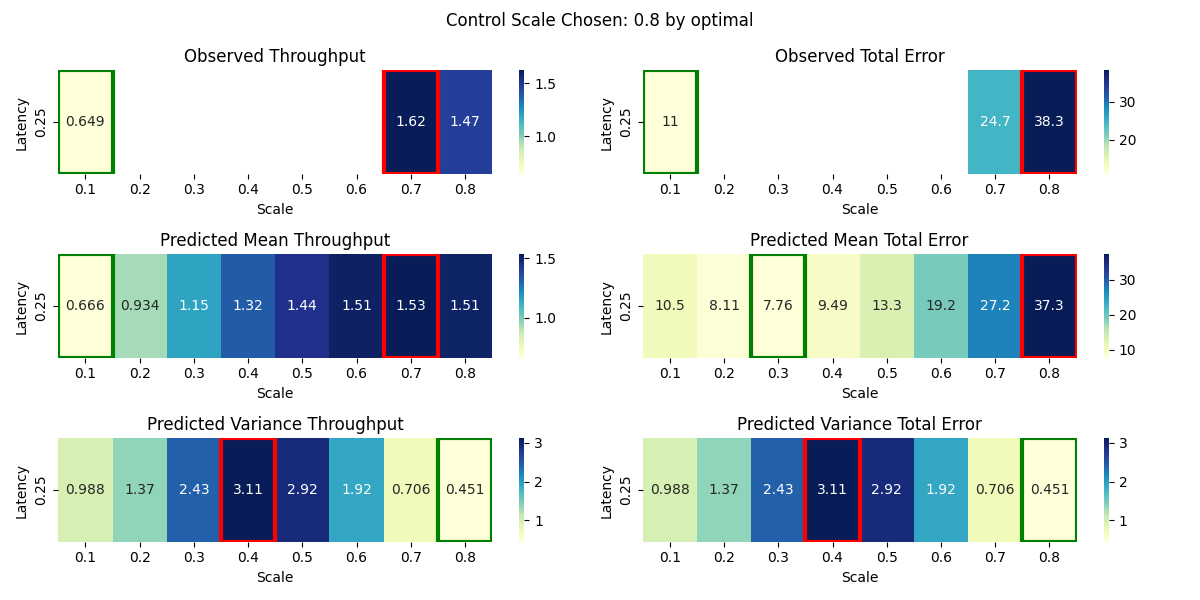 Control Scale Chosen: 0.8 by optimal
Observed Throughput
Latency
0.25
0.649 1.62 1.47
0.1 0.2 0.3 0.4 0.5 0.6 0.7 0.8
Scale
1.5
1.0
Observed Total Error
Latency
0.25
11 24.7 38.3
0.1 0.2 0.3 0.4 0.5 0.6 0.7 0.8
Scale
30
20
Predicted Mean Throughput
Latency
0.25
0.666 0.934 1.15 1.32 1.44 1.51 1.53 1.51
0.1 0.2 0.3 0.4 0.5 0.6 0.7 0.8
Scale
1.5
1.0
Predicted Mean Total Error
Latency
0.25
10.5 8.11 7.76 9.49 13.3 19.2 27.2 37.3
0.1 0.2 0.3 0.4 0.5 0.6 0.7 0.8
Scale
30
20
10
Predicted Variance Throughput
Latency
0.25
0.988 1.37 2.43 3.11 2.92 1.92 0.706 0.451
0.1 0.2 0.3 0.4 0.5 0.6 0.7 0.8
Scale
3
2
1
Predicted Variance Total Error
Latency
0.25
0.988 1.37 2.43 3.11 2.92 1.92 0.706 0.451
0.1 0.2 0.3 0.4 0.5 0.6 0.7 0.8
Scale
3
2
1